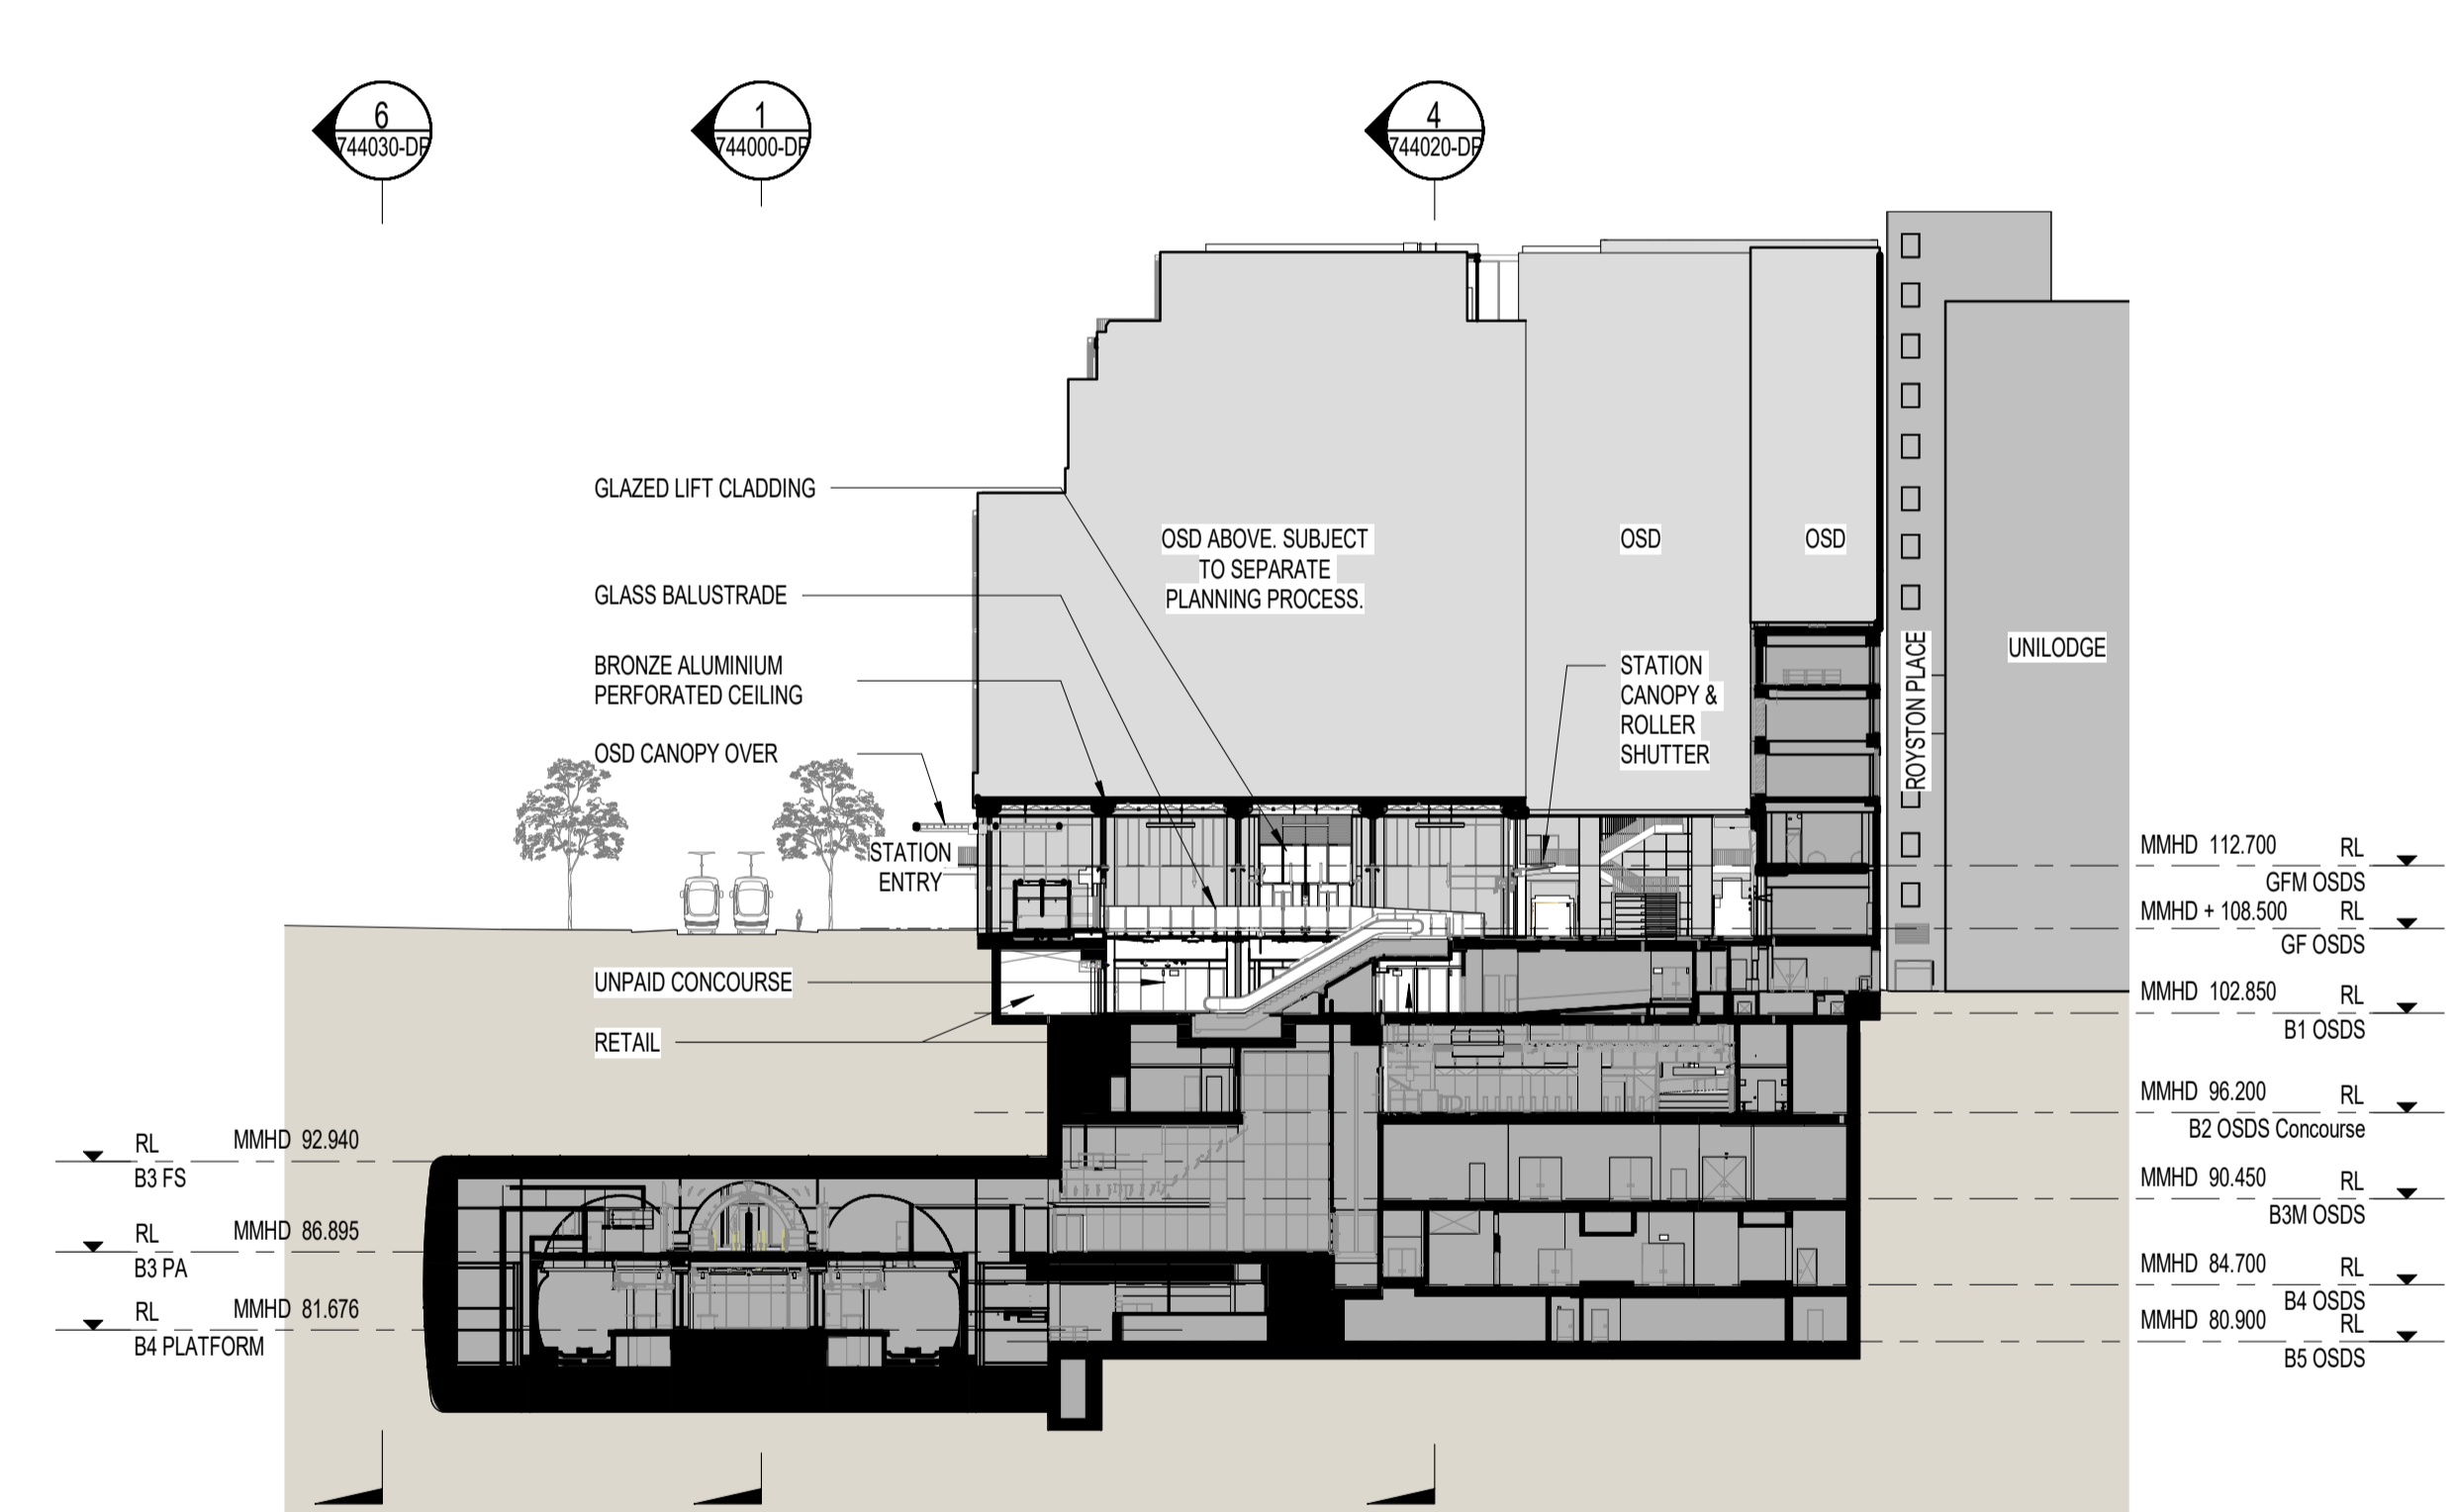 6
744030-DP
1
744000-DP
4
744020-DP
GLAZED LIFT CLADDING
GLASS BALUSTRADE
BRONZE ALUMINIUM
PERFORATED CEILING
OSD CANOPY OVER
STATION
ENTRY
OSD ABOVE. SUBJECT
TO SEPARATE
PLANNING PROCESS.
OSD
OSD
STATION
CANOPY &
ROLLER
SHUTTER
ROYSTON PLACE
UNILODGE
UNPAID CONCOURSE
RETAIL
RL MMHD 92.940
B3 FS
RL MMHD 86.895
B3 PA
RL MMHD 81.676
B4 PLATFORM
MMHD 112.700 RL
GFM OSDS
MMHD + 108.500 RL
GF OSDS
MMHD 102.850 RL
B1 OSDS
MMHD 96.200 RL
B2 OSDS Concourse
MMHD 90.450 RL
B3M OSDS
MMHD 84.700 RL
B4 OSDS
MMHD 80.900 RL
B5 OSDS